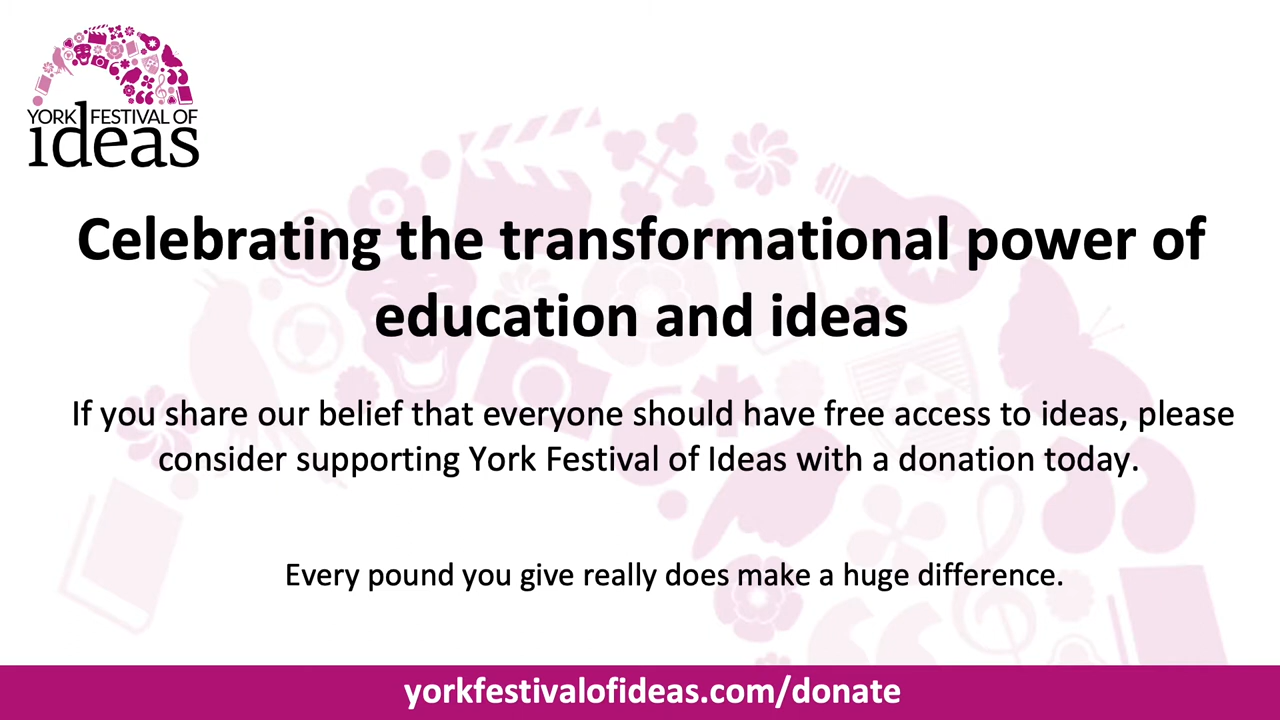 YORK FESTIVAL OF
ideas
Celebrating the transformational power of
education and ideas
If you share our belief that everyone should have free access to ideas, please
consider supporting York Festival of Ideas with a donation today.
Every pound you give really does make a huge difference.
yorkfestivalofideas.com/donate